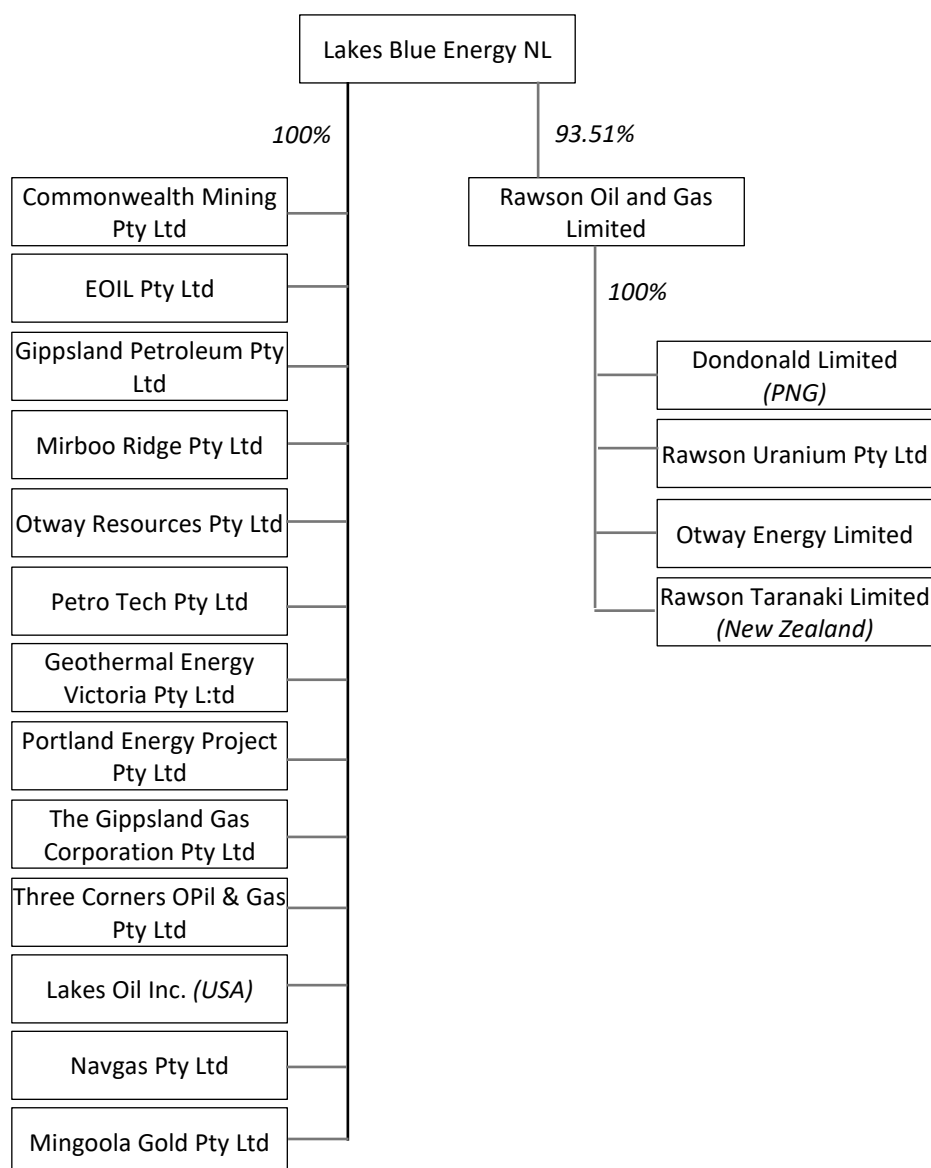 Lakes Blue Energy NL
100%
93.51%
Commonwealth Mining
Pty Ltd
EOIL Pty Ltd
Gippsland Petroleum Pty
Ltd
Mirboo Ridge Pty Ltd
Otway Resources Pty Ltd
Petro Tech Pty Ltd
Geothermal Energy
Victoria Pty L:td
Portland Energy Project
Pty Ltd
The Gippsland Gas
Corporation Pty Ltd
Three Corners OPil & Gas
Pty Ltd
Lakes Oil Inc. (USA)
Navgas Pty Ltd
Mingoola Gold Pty Ltd
Rawson Oil and Gas
Limited
100%
Dondonald Limited
(PNG)
Rawson Uranium Pty Ltd
Otway Energy Limited
Rawson Taranaki Limited
(New Zealand)